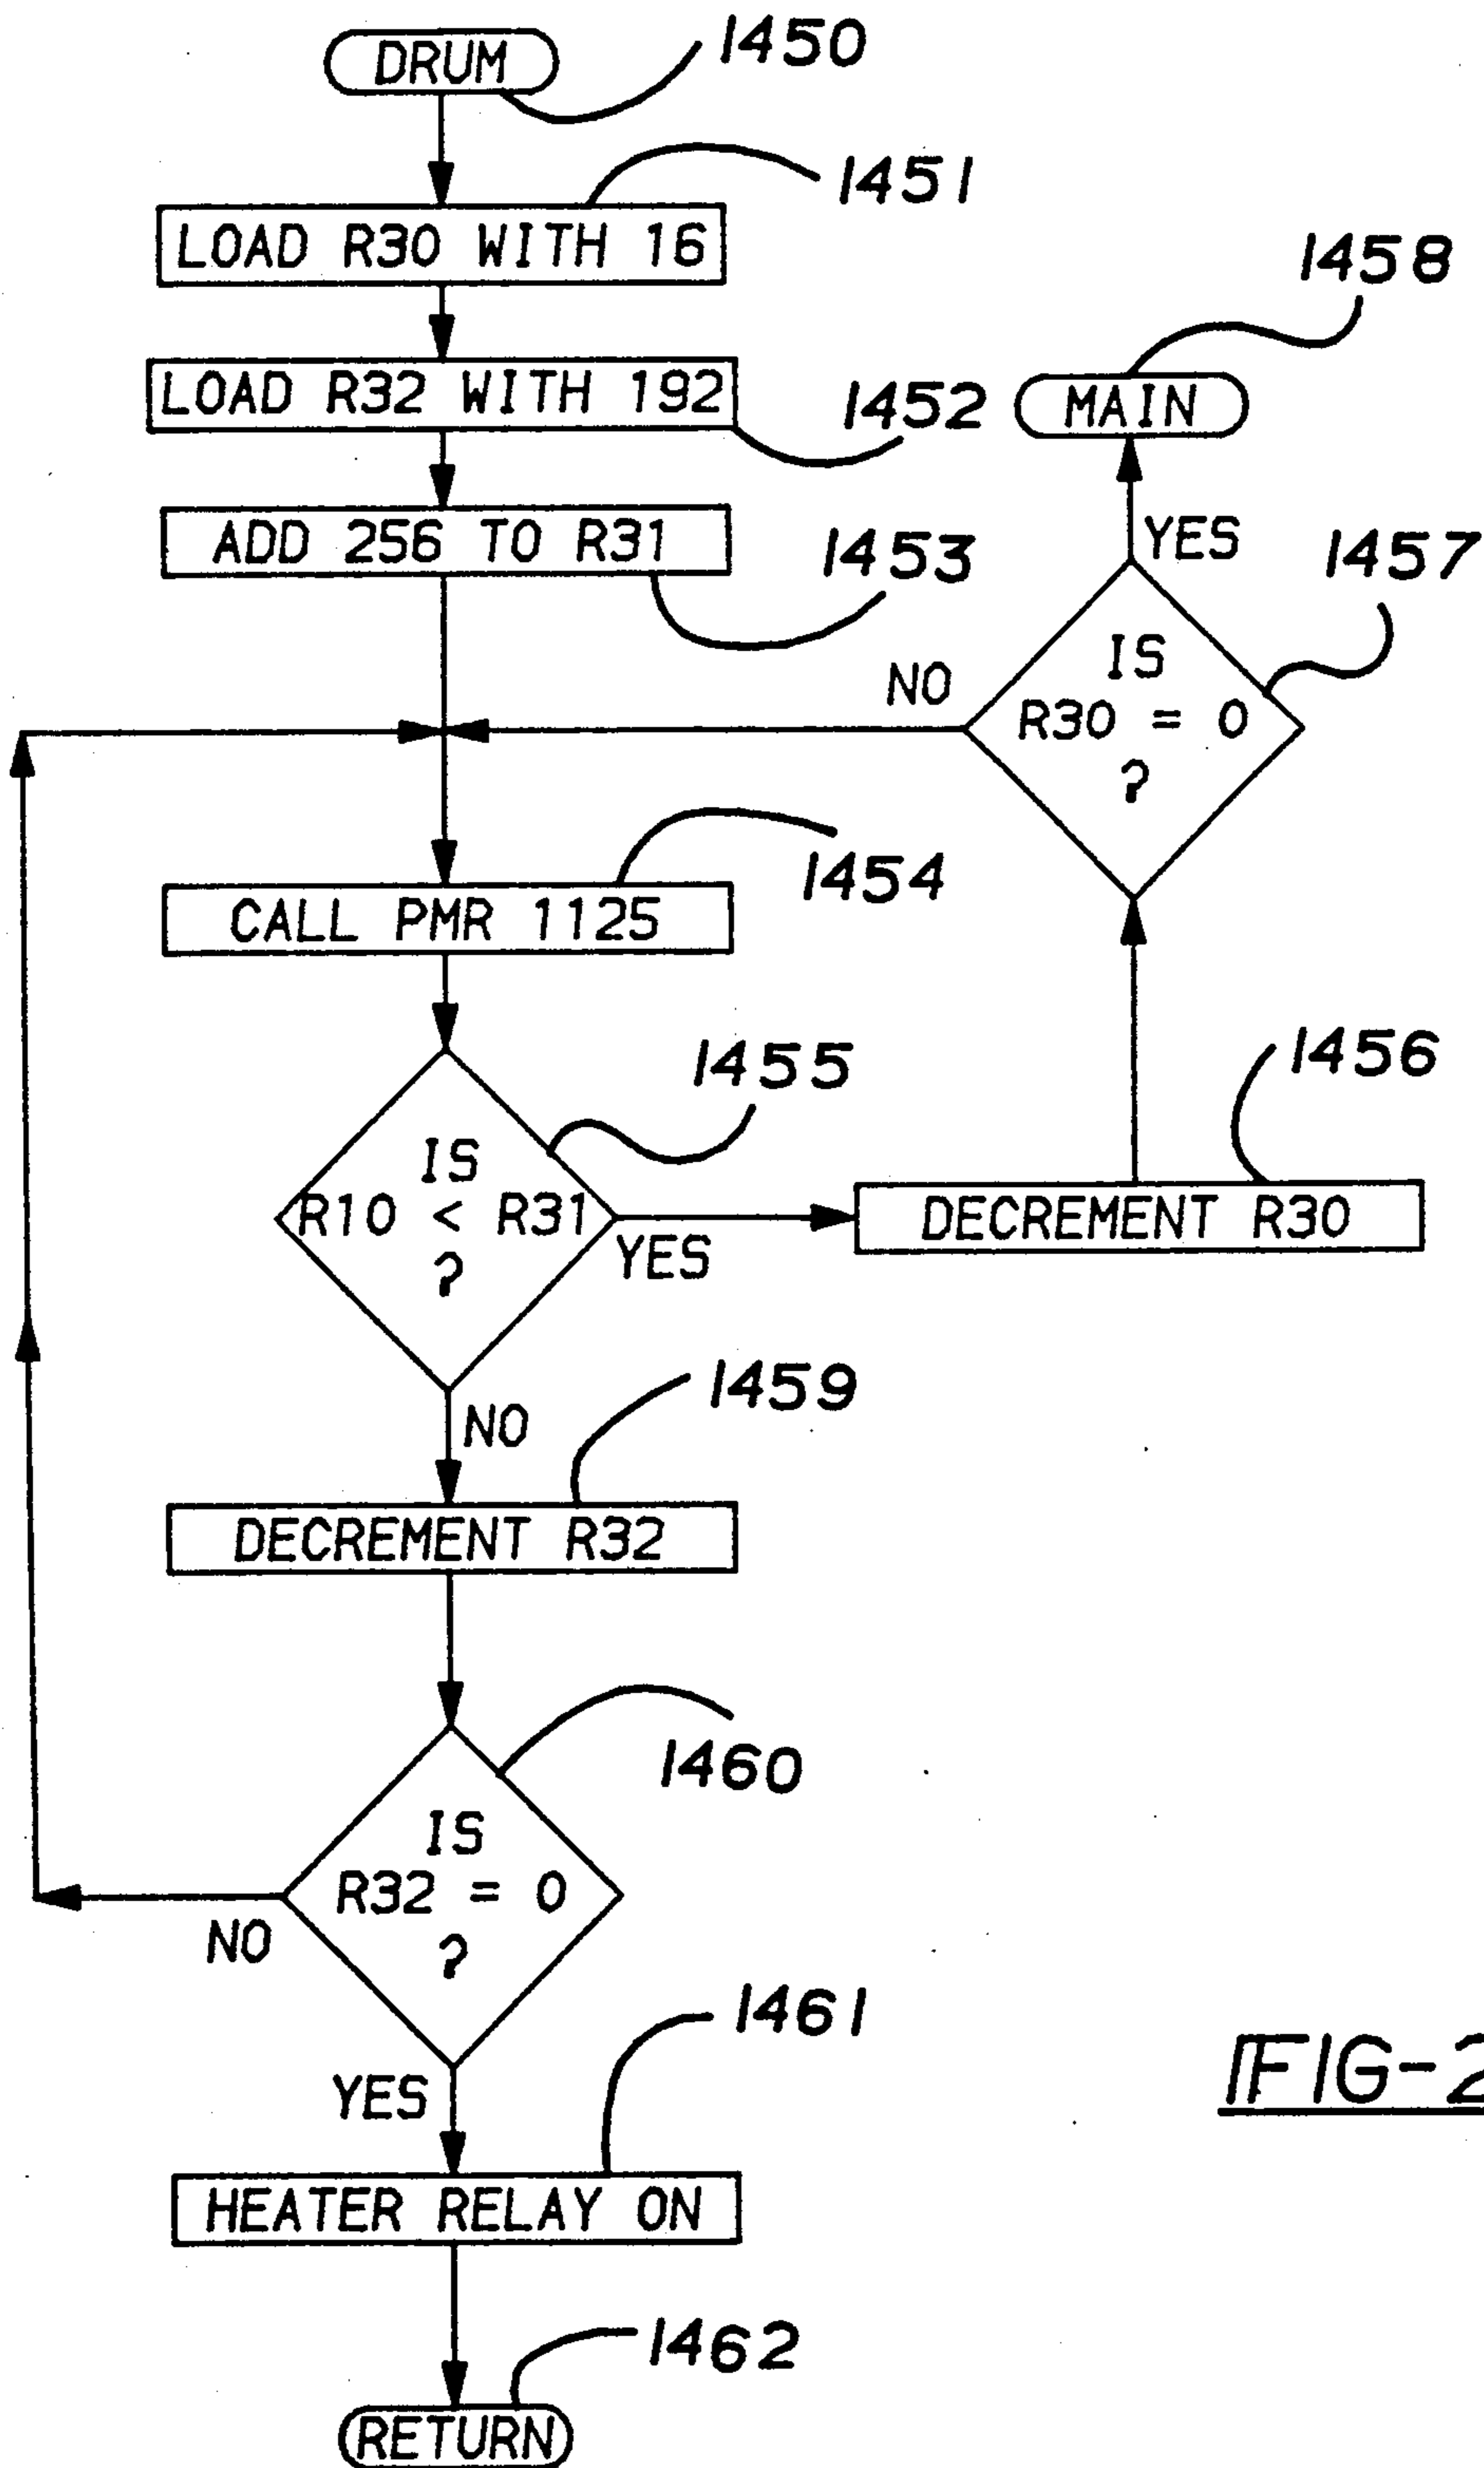 DRUM
1450
1451
LOAD R30 WITH 16
1458
LOAD R32 WITH 192
1452
MAIN
ADD 256 TO R31
1453
YES
1457
NO
IS
R30 = 0
?
1454
CALL PMR 1125
1455
1456
IS
R10 < R31
?
YES
DECREMENT R30
1459
NO
DECREMENT R32
1460
IS
R32 = 0
?
NO
1461
YES
FIG-2
HEATER RELAY ON
1462
RETURN